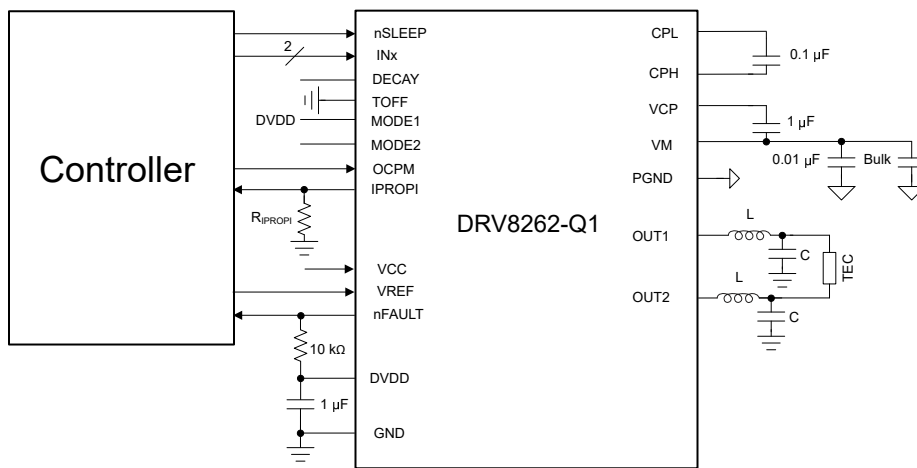 Controller
DRV8262-Q1
nSLEEP
2
INx
DECAY
TOFF
DVDD
MODE1
MODE2
OCPM
IPROPI
RIPROPI
VCC
VREF
nFAULT
10 kΩ
DVDD
1 µF
GND
CPL
0.1 µF
CPH
VCP
1 µF
VM
0.01 µF
Bulk
PGND
OUT1
L
C
TEC
OUT2
L
C